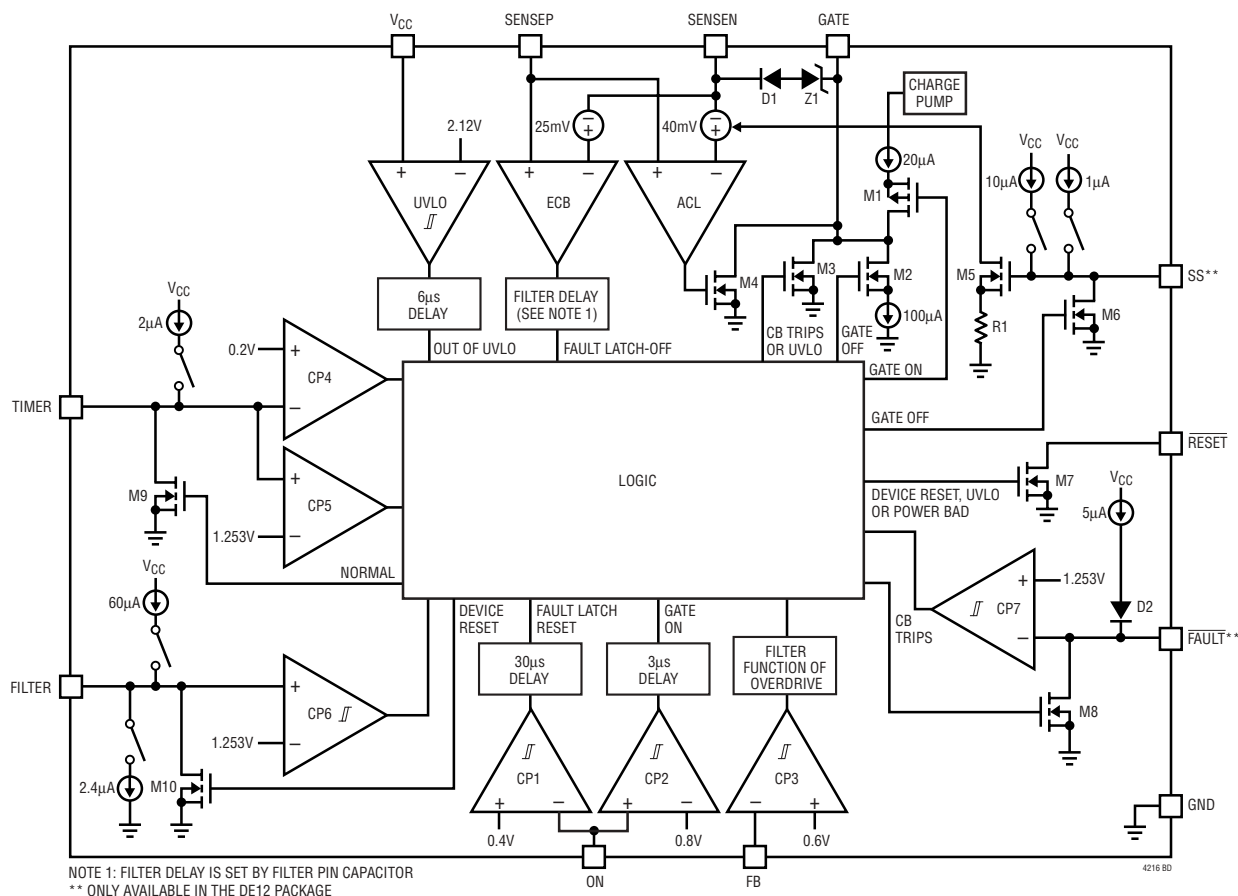 VCC
SENSEP
SENSEN
GATE
D1
Z1
CHARGE
PUMP
2.12V
25mV
40mV
20µA
VCC
VCC
10µA
1µA
+
−
UVLO
+
−
ECB
+
−
ACL
−
+
−
+
M1
M4
M3
M2
M5
SS**
6µs
DELAY
FILTER DELAY
(SEE NOTE 1)
VCC
2µA
CB TRIPS
OR UVLO
GATE
OFF
100µA
R1
M6
0.2V
+
CP4
−
OUT OF UVLO
FAULT LATCH-OFF
GATE ON
TIMER
GATE OFF
RESET
M9
+
CP5
−
1.253V
LOGIC
M7
DEVICE RESET, UVLO
OR POWER BAD
VCC
5µA
NORMAL
VCC
60µA
DEVICE
RESET
FAULT LATCH
RESET
GATE
ON
CB
TRIPS
+
CP7
−
1.253V
D2
FAULT**
30µs
DELAY
3µs
DELAY
FILTER
FUNCTION OF
OVERDRIVE
FILTER
+
CP6
−
1.253V
M8
2.4µA
M10
CP1
+
−
CP2
+
−
CP3
−
+
0.4V
0.8V
0.6V
GND
ON
FB
4216 BD
NOTE 1: FILTER DELAY IS SET BY FILTER PIN CAPACITOR
** ONLY AVAILABLE IN THE DE12 PACKAGE